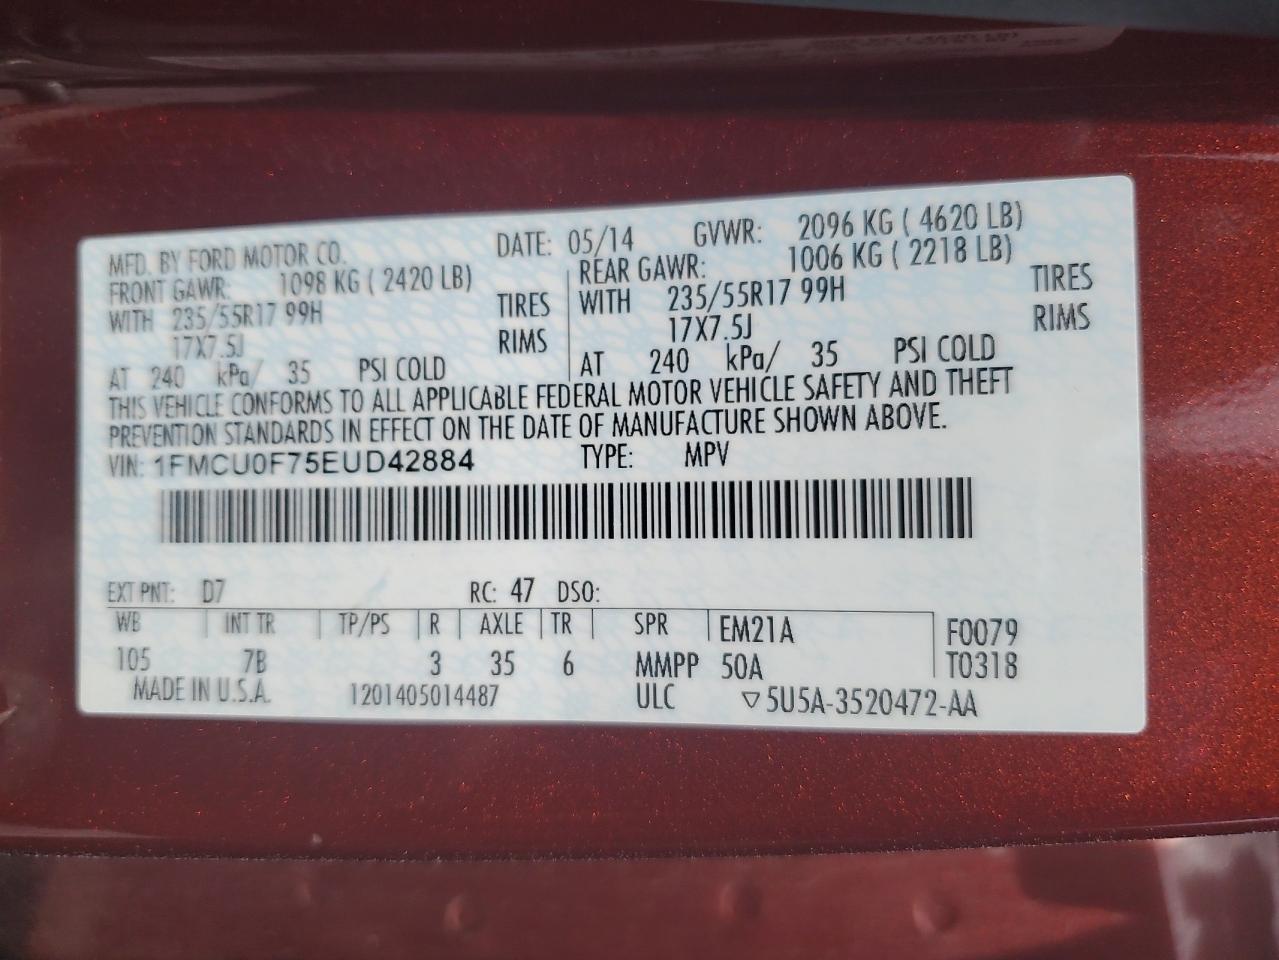 MFD. BY FORD MOTOR CO. DATE: 05/14 GVWR: 2096 KG ( 4620 LB)
FRONT GAWR: 1098 KG ( 2420 LB) REAR GAWR: 1006 KG ( 2218 LB)
WITH 235/55R17 99H TIRES WITH 235/55R17 99H TIRES
17X7.5J RIMS 17X7.5J RIMS
AT 240 kPa/ 35 PSI COLD AT 240 kPa/ 35 PSI COLD
THIS VEHICLE CONFORMS TO ALL APPLICABLE FEDERAL MOTOR VEHICLE SAFETY AND THEFT
PREVENTION STANDARDS IN EFFECT ON THE DATE OF MANUFACTURE SHOWN ABOVE.
VIN: 1FMCU0F75EUD42884 TYPE: MPV
EXT PNT: D7 RC: 47 DSO:
WB INT TR TP/PS R AXLE TR SPR EM21A F0079
105 7B 3 35 6 MMPP 50A T0318
MADE IN U.S.A. 1201405014487 ULC ▽5U5A-3520472-AA